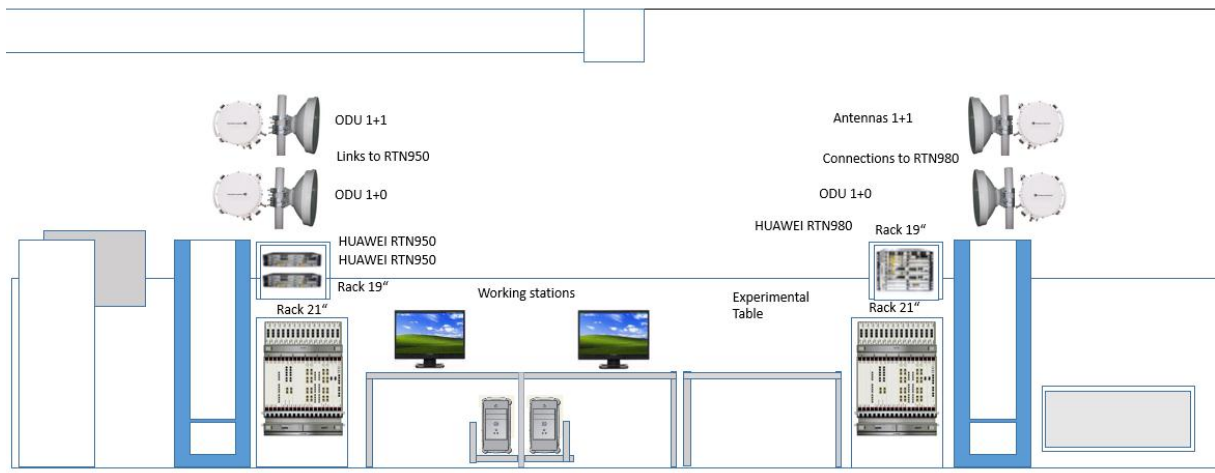 ODU 1+1
Links to RTN950
ODU 1+0
HUAWEI RTN950
HUAWEI RTN950
Rack 19“
Rack 21“
Working stations
Experimental
Table
Antennas 1+1
Connections to RTN980
ODU 1+0
HUAWEI RTN980
Rack 19“
Rack 21“